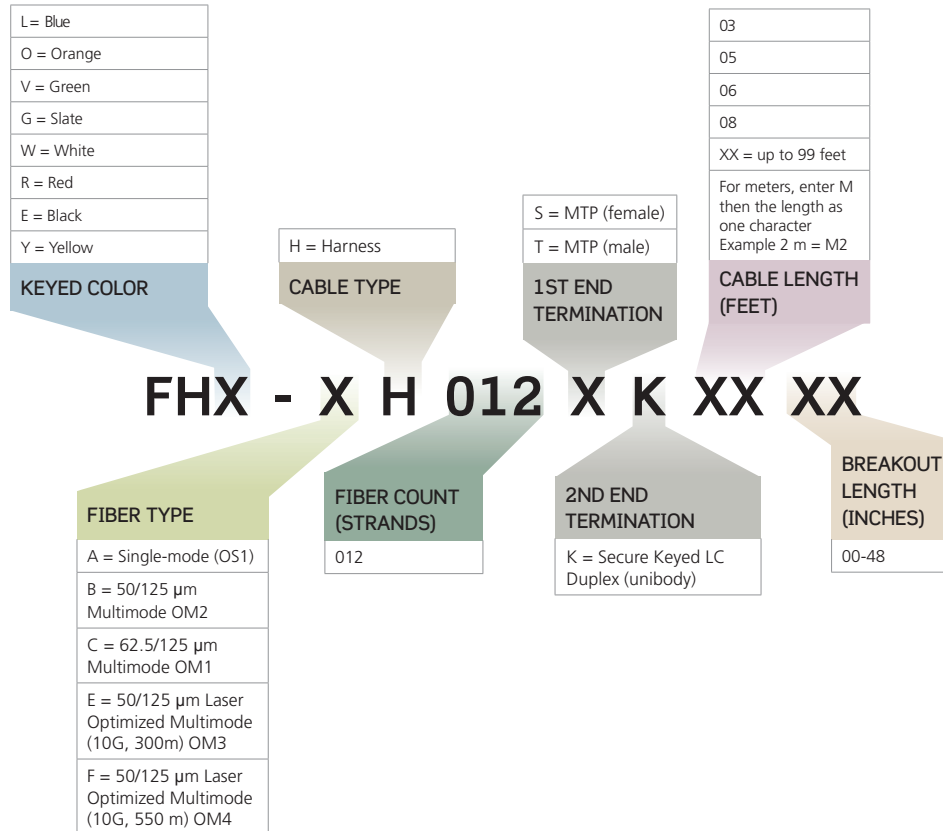 L= Blue
O = Orange
V = Green
G = Slate
W = White
R = Red
E = Black
Y = Yellow
KEYED COLOR
H = Harness
CABLE TYPE
S = MTP (female)
T = MTP (male)
1ST END
TERMINATION
03
05
06
08
XX = up to 99 feet
For meters, enter M
then the length as
one character
Example 2 m = M2
CABLE LENGTH
(FEET)
FHX - X H 012 X K XX XX
FIBER TYPE
A = Single-mode (OS1)
B = 50/125 µm
Multimode OM2
C = 62.5/125 µm
Multimode OM1
E = 50/125 µm Laser
Optimized Multimode
(10G, 300m) OM3
F = 50/125 µm Laser
Optimized Multimode
(10G, 550 m) OM4
FIBER COUNT
(STRANDS)
012
2ND END
TERMINATION
K = Secure Keyed LC
Duplex (unibody)
BREAKOUT
LENGTH
(INCHES)
00-48